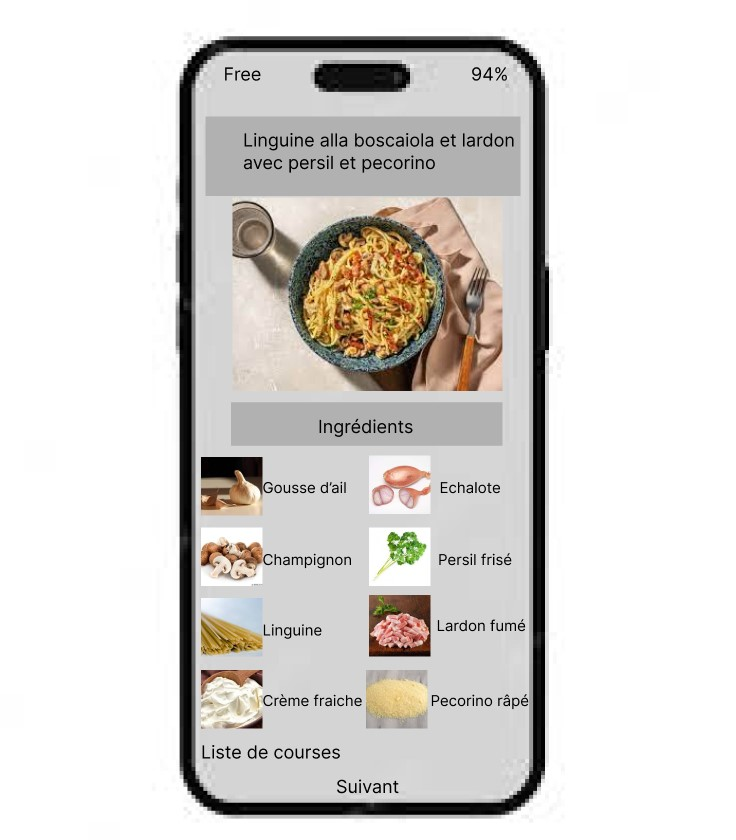 Free
94%
Linguine alla boscaiola et lardon
avec persil et pecorino
Ingrédients
Gousse d’ail
Echalote
Champignon
Persil frisé
Linguine
Lardon fumé
Crème fraiche
Pecorino râpé
Liste de courses
Suivant